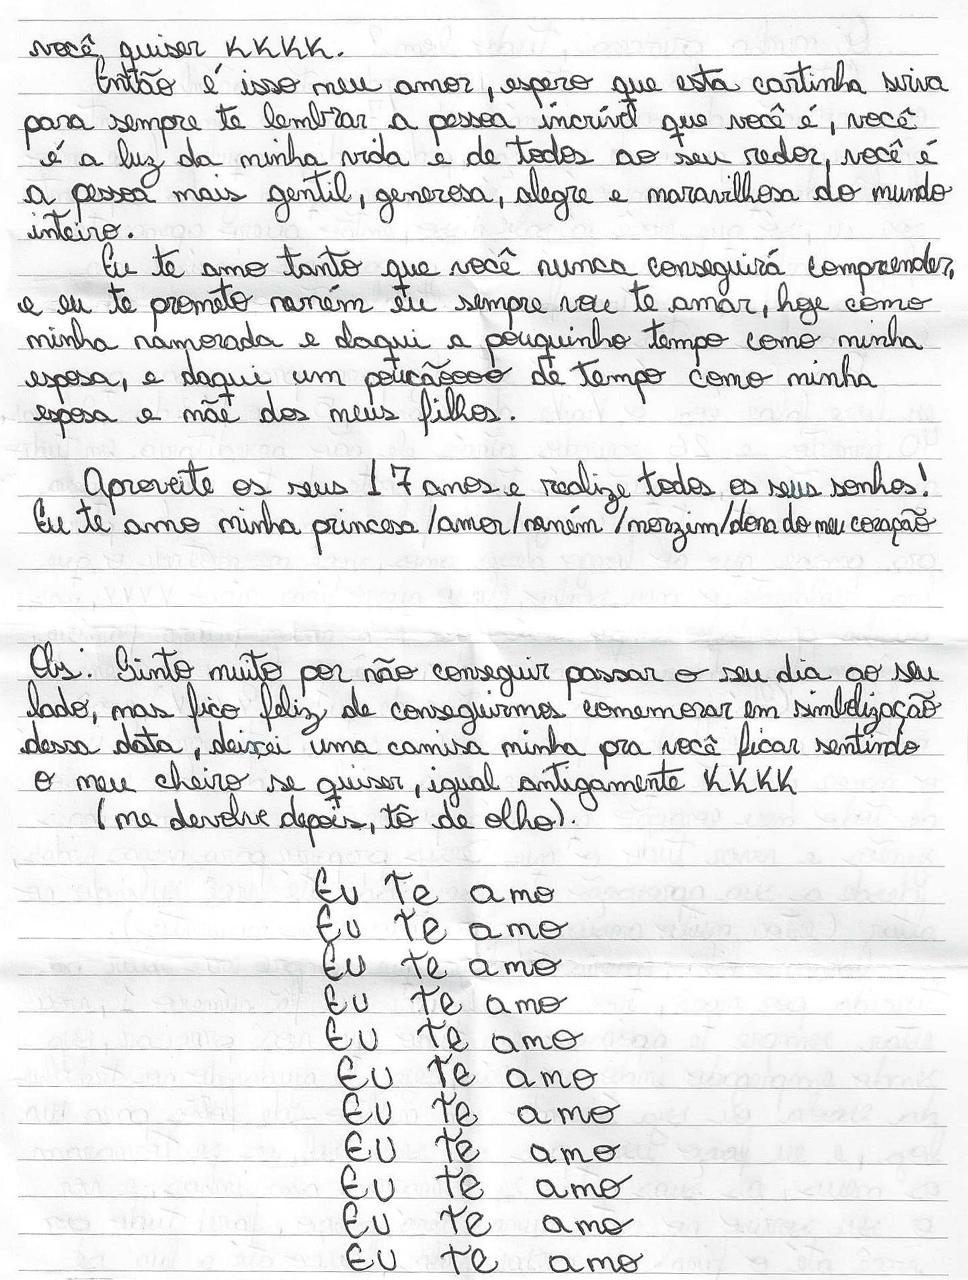 você quiser KKKK.
Então é isso meu amor, espero que esta cartinha sirva
para sempre te lembrar a pessoa incrível que você é, você
é a luz da minha vida e de todos ao seu redor, você é
a pessoa mais gentil, generosa, alegre e maravilhosa do mundo
inteiro.
Eu te amo tanto que você nunca conseguirá compreender,
e eu te prometo neném eu sempre vou te amar, hoje como
minha namorada e daqui a pouquinho tempo como minha
esposa, e daqui um poucãoooo de tempo como minha
esposa e mãe dos meus filhos.
Aproveite os seus 17 anos e realize todos os seus sonhos!
Eu te amo minha princesa/amor/neném/morzim/dona do meu coração
Obs: Sinto muito por não conseguir passar o seu dia ao seu
lado, mas fico feliz de conseguirmos comemorar em simbolização
dessa data, deixei uma camisa minha pra você ficar sentindo
o meu cheiro se quiser, igual antigamente KKKK
(me devolve depois, tô de olho).
Eu te amo
Eu te amo
Eu te amo
Eu te amo
Eu te amo
Eu te amo
Eu te amo
Eu te amo
Eu te amo
Eu te amo
Eu te amo